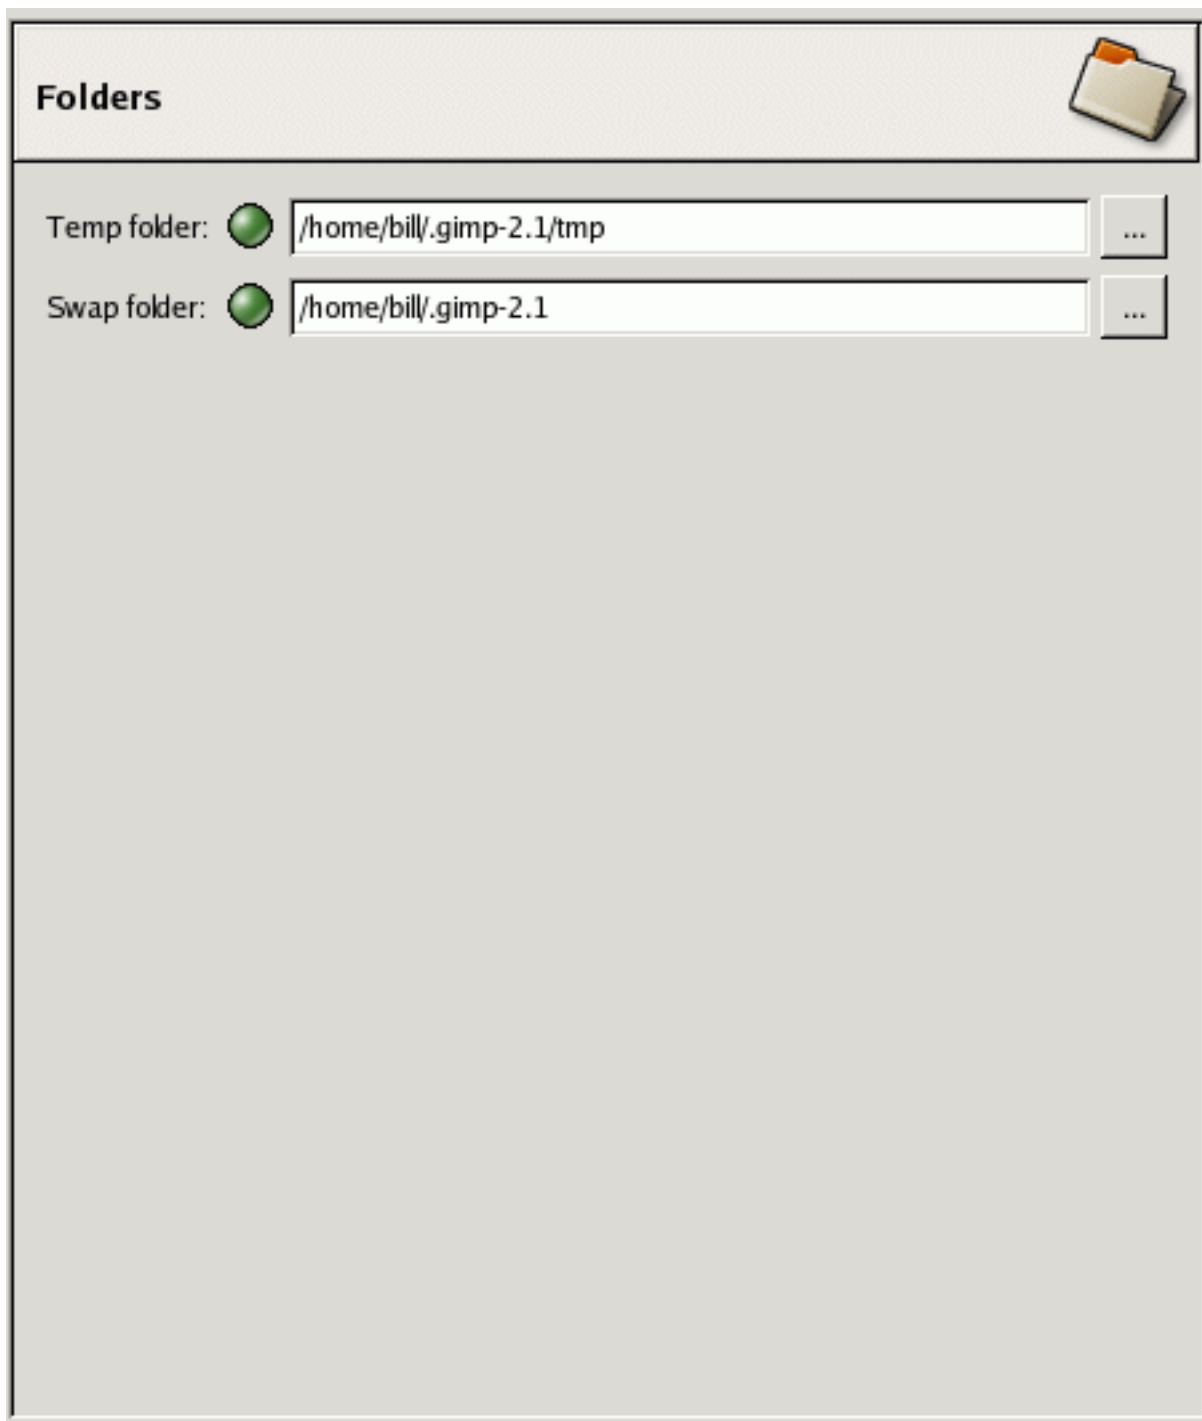 Folders
Temp folder: /home/bill/.gimp-2.1/tmp ...
Swap folder: /home/bill/.gimp-2.1 ...